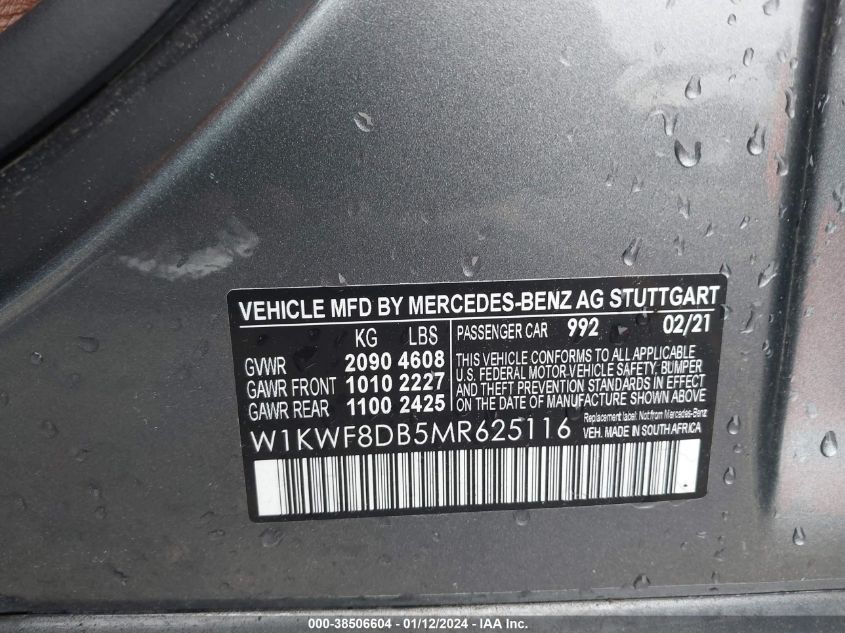 VEHICLE MFD BY MERCEDES-BENZ AG STUTTGART
KG LBS
GVWR 2090 4608
GAWR FRONT 1010 2227
GAWR REAR 1100 2425
PASSENGER CAR 992 02/21
THIS VEHICLE CONFORMS TO ALL APPLICABLE
U.S. FEDERAL MOTOR VEHICLE SAFETY, BUMPER
AND THEFT PREVENTION STANDARDS IN EFFECT
ON THE DATE OF MANUFACTURE SHOWN ABOVE
Replacement label: Not from Mercedes-Benz
W1KWF8DB5MR625116 VEH. MADE IN SOUTH AFRICA
000-38506604 - 01/12/2024 - IAA Inc.